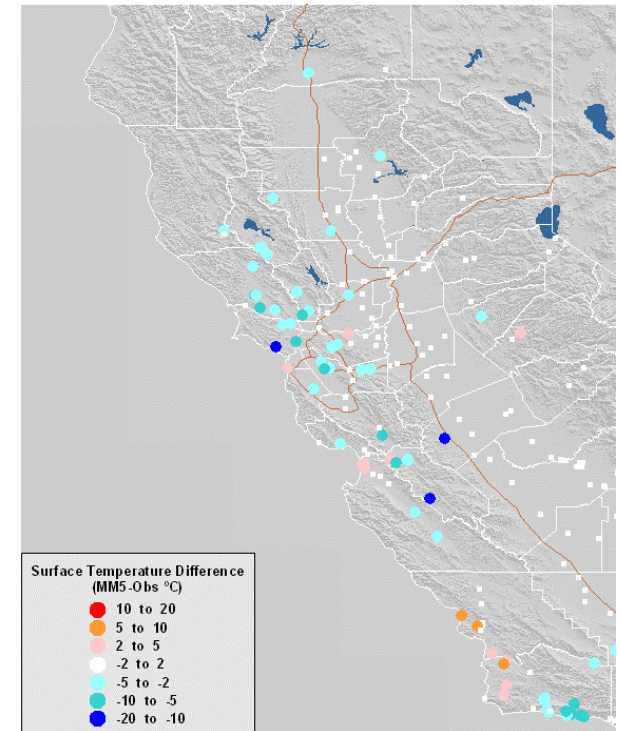 Surface Temperature Difference
(MM5-Obs °C)
10 to 20
5 to 10
2 to 5
-2 to 2
-5 to -2
-10 to -5
-20 to -10